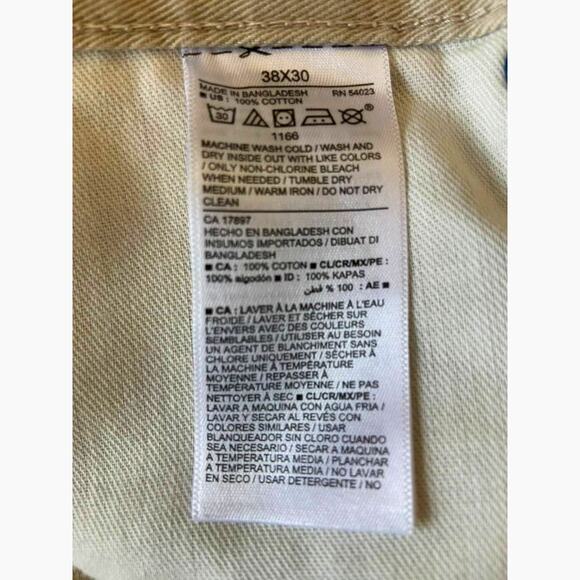 38X30
MADE IN BANGLADESH RN 54023
■ US: 100% COTTON
30
1166
MACHINE WASH COLD / WASH AND
DRY INSIDE OUT WITH LIKE COLORS
/ ONLY NON-CHLORINE BLEACH
WHEN NEEDED / TUMBLE DRY
MEDIUM / WARM IRON / DO NOT DRY
CLEAN
CA 17897
HECHO EN BANGLADESH CON
INSUMOS IMPORTADOS / DIBUAT DI
BANGLADESH
■ CA : 100% COTON ■ CL/CR/MX/PE :
100% algodón ■ ID : 100% KAPAS
■ AE : 100 % قطن
■ CA : LAVER À LA MACHINE À L'EAU
FROIDE / LAVER ET SÉCHER SUR
L'ENVERS AVEC DES COULEURS
SEMBLABLES / UTILISER AU BESOIN
UN AGENT DE BLANCHIMENT SANS
CHLORE UNIQUEMENT / SÉCHER À
LA MACHINE À TEMPÉRATURE
MOYENNE / REPASSER À
TEMPÉRATURE MOYENNE / NE PAS
NETTOYER À SEC ■ CL/CR/MX/PE :
LAVAR A MAQUINA CON AGUA FRIA /
LAVAR Y SECAR AL REVÉS CON
COLORES SIMILARES / USAR
BLANQUEADOR SIN CLORO CUANDO
SEA NECESARIO / SECAR A MAQUINA
A TEMPERATURA MEDIA / PLANCHAR
A TEMPERATURA MEDIA / NO LAVAR
EN SECO / USAR DETERGENTE / NO